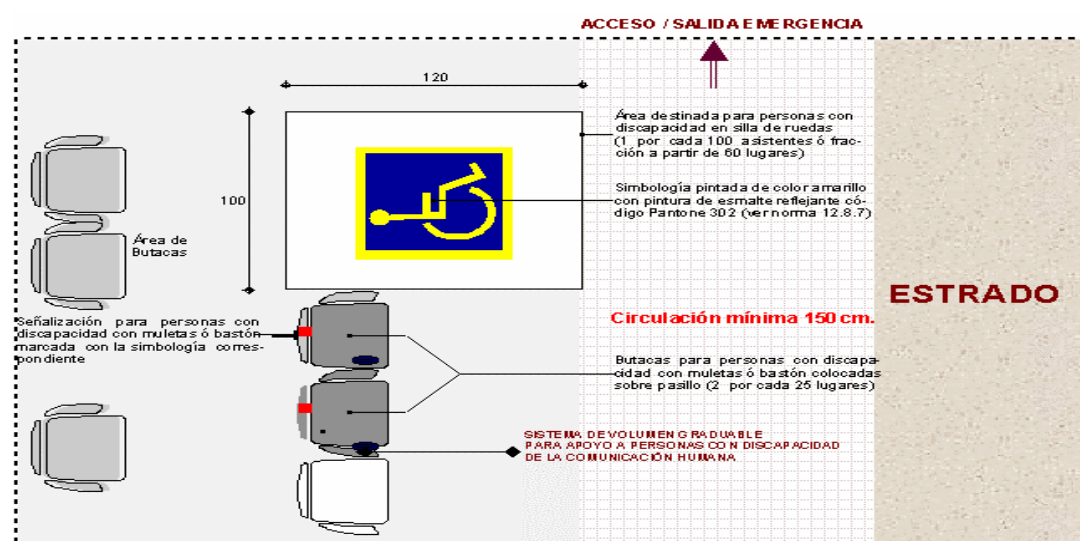 ACCESO / SALIDA EMERGENCIA
120
Área destinada para personas con
discapacidad en silla de ruedas
(1 por cada 100 asistentes ó frac-
ción a partir de 60 lugares)
100
Simbología pintada de color amarillo
con pintura de esmalte reflejante có-
digo Pantone 302 (ver norma 12.8.7)
Área de
Butacas
ESTRADO
Señalización para personas con
discapacidad con muletas ó bastón
marcada con la simbología corres-
pondiente
Circulación mínima 150 cm.
Butacas para personas con discapa-
cidad con muletas ó bastón colocadas
sobre pasillo (2 por cada 25 lugares)
SISTEMA DE VOLUMEN GRADUABLE
PARA APOYO A PERSONAS CON DISCAPACIDAD
DE LA COMUNICACIÓN HUMANA